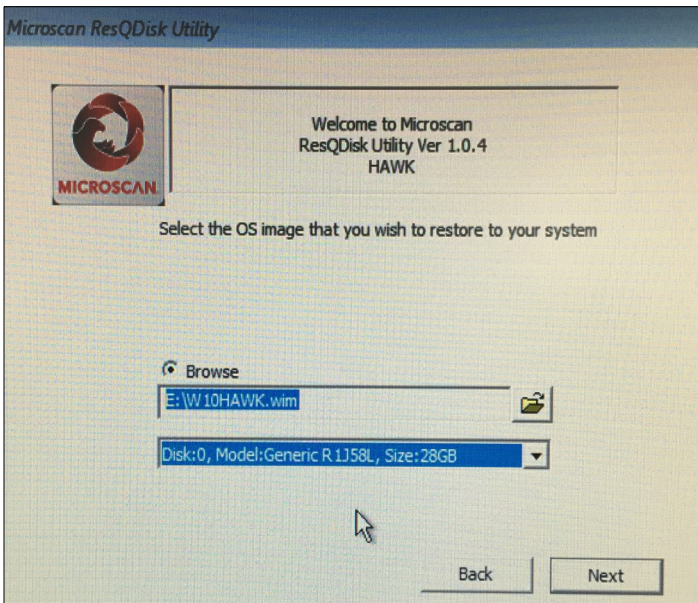 Microscan ResQDisk Utility
MICROSCAN
Welcome to Microscan
ResQDisk Utility Ver 1.0.4
HAWK
Select the OS image that you wish to restore to your system
Browse
E:\W10HAWK.wim
Disk:0, Model:Generic R1J58L, Size:28GB
Back
Next